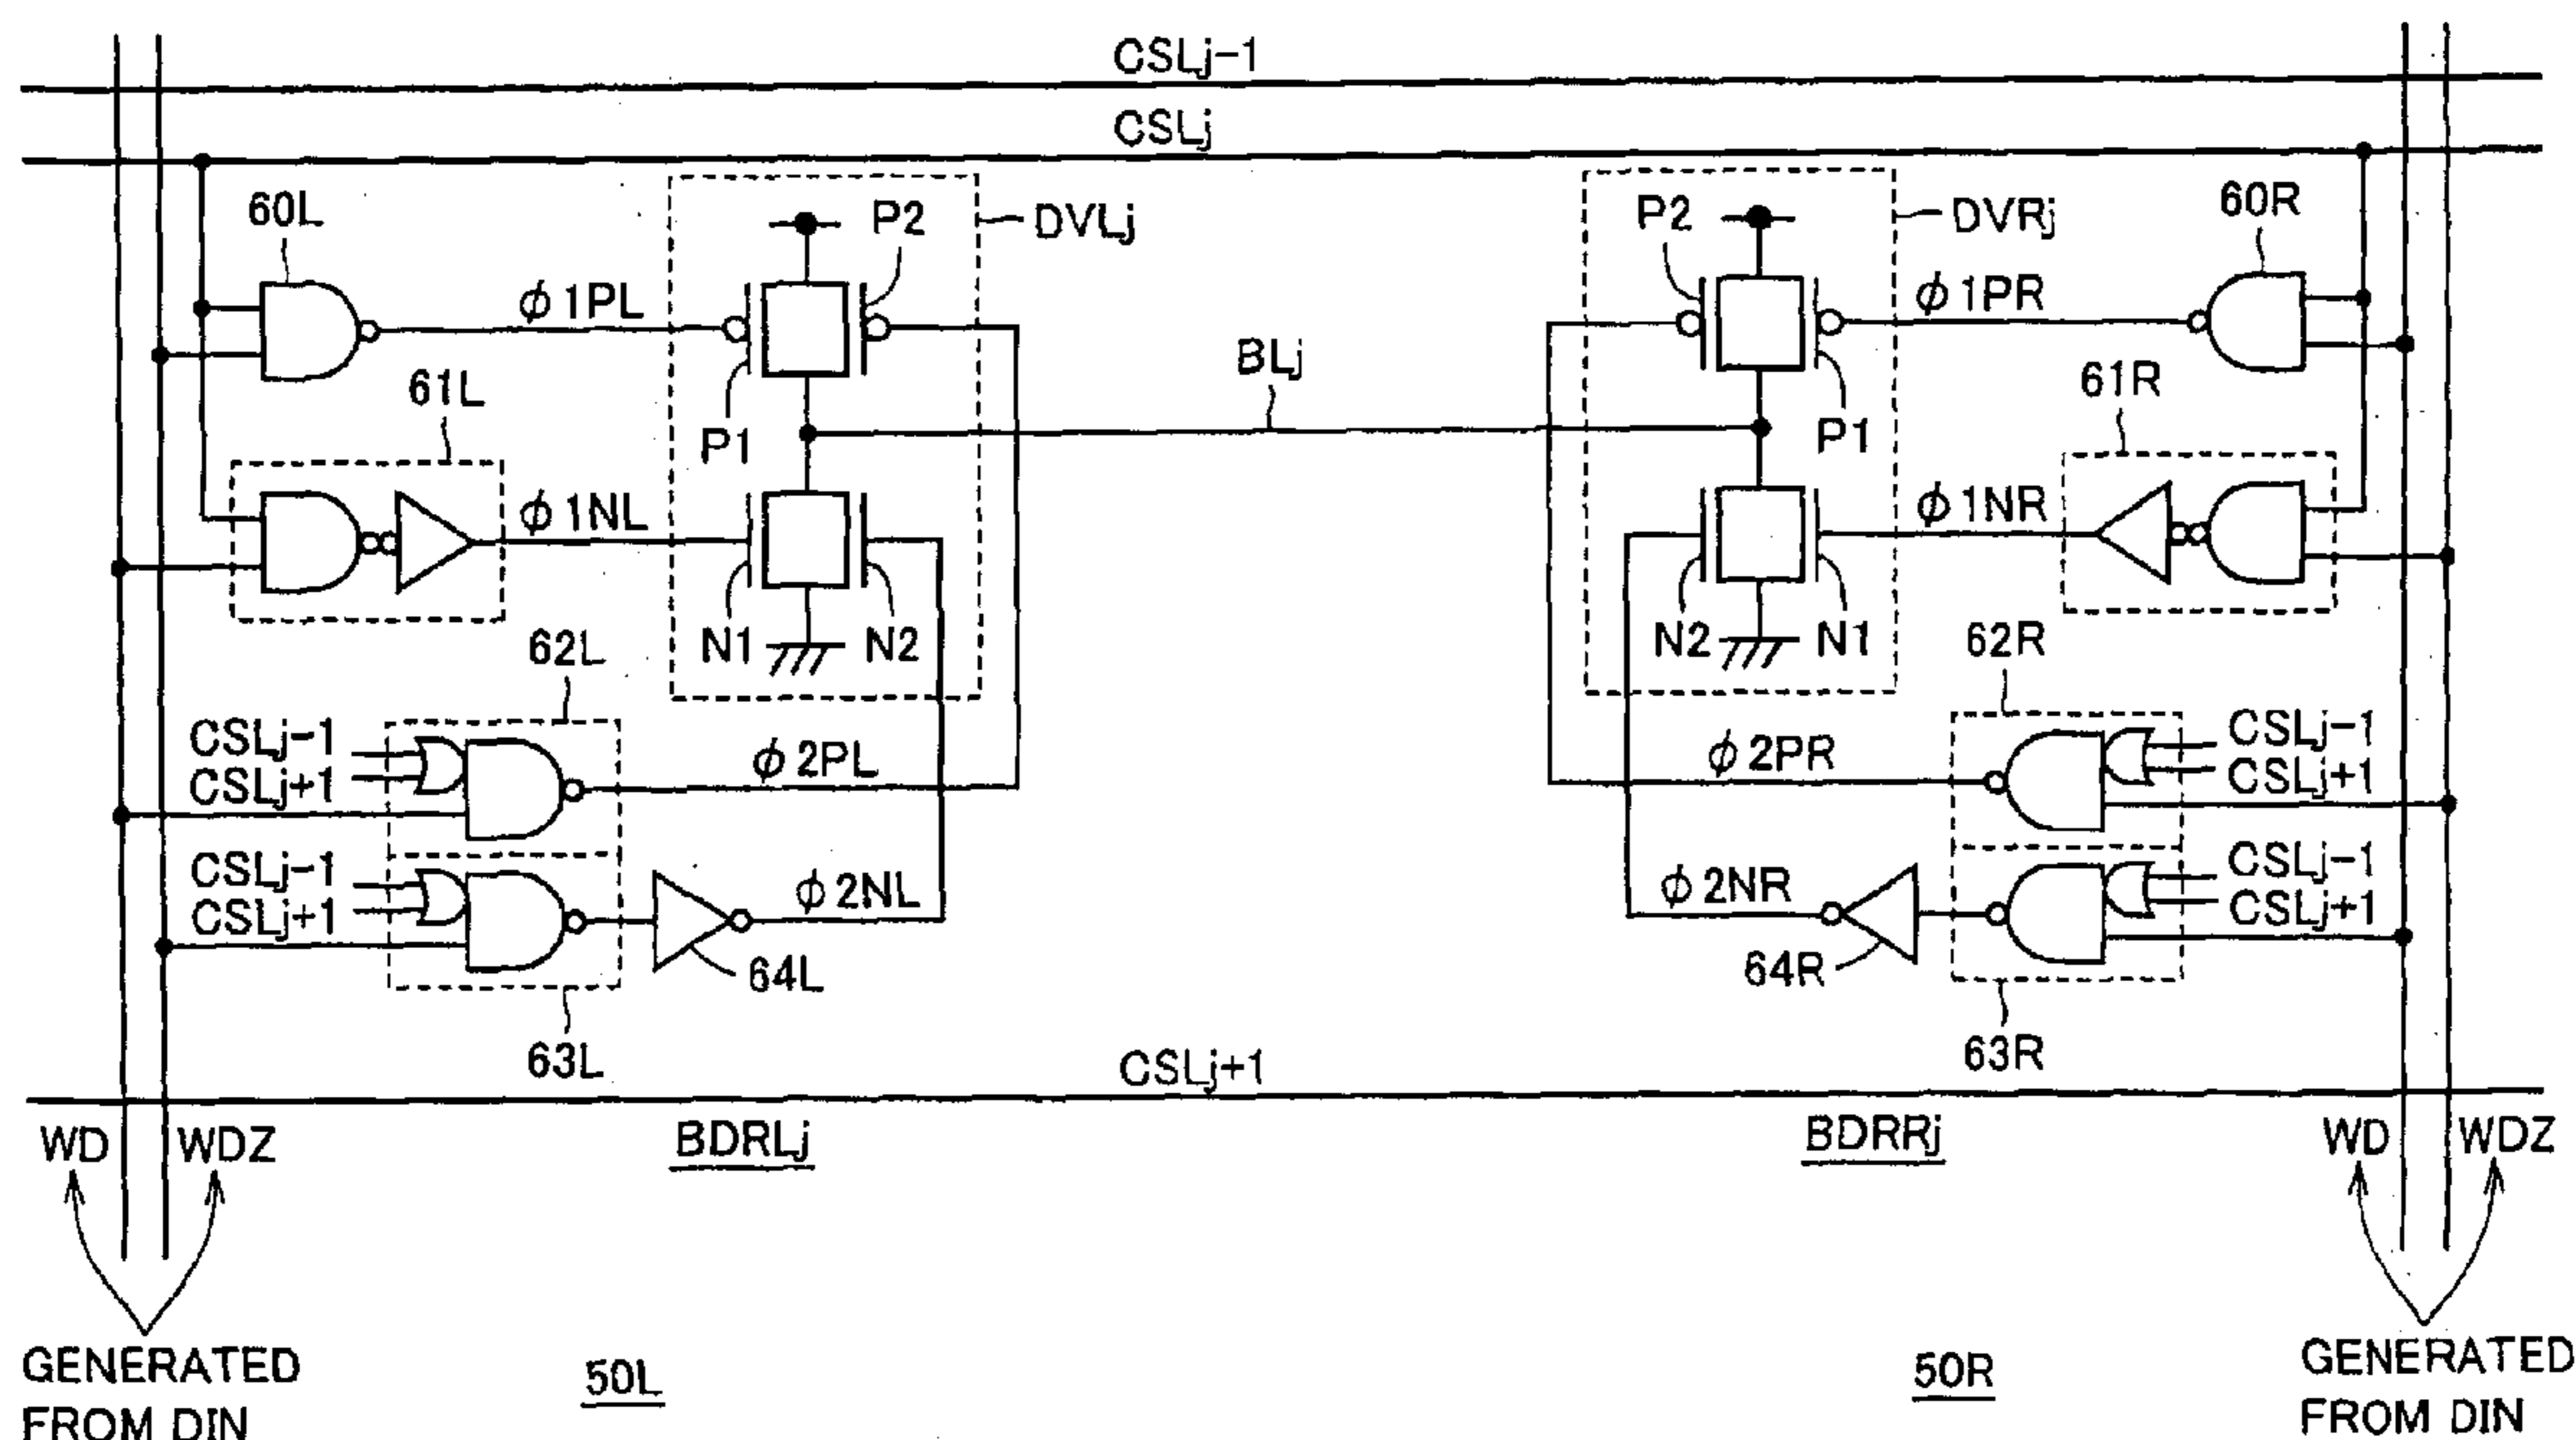 CSLj-1
CSLj
60L
P2
DVLj
P2
DVRj
60R
ϕ1PL
ϕ1PR
61L
BLj
61R
P1
P1
ϕ1NL
ϕ1NR
N1
N2
N2
N1
62L
62R
CSLj-1
CSLj+1
ϕ2PL
ϕ2PR
CSLj-1
CSLj+1
CSLj-1
CSLj+1
ϕ2NL
ϕ2NR
CSLj-1
CSLj+1
64L
64R
63L
63R
CSLj+1
WD
WDZ
BDRLj
BDRRj
WD
WDZ
GENERATED
FROM DIN
50L
50R
GENERATED
FROM DIN